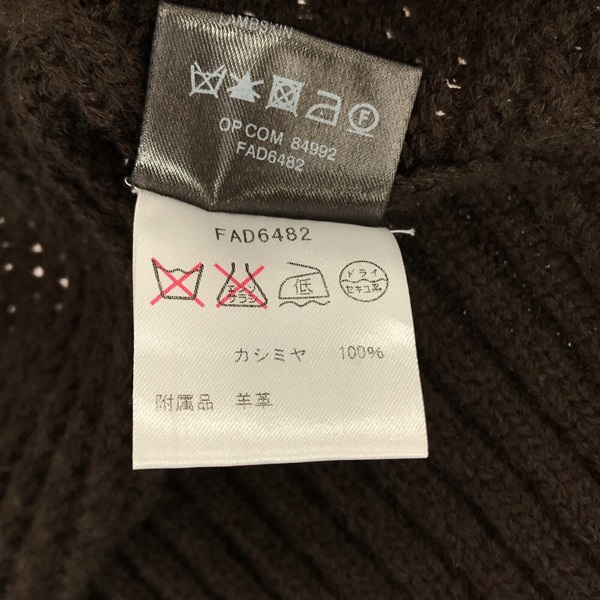 LAMBSKIN
F
OP COM 84992
FAD6482
FAD6482
エンソ サラシ 低 ドライ
セキユ系
カシミヤ 100%
附属品 羊革